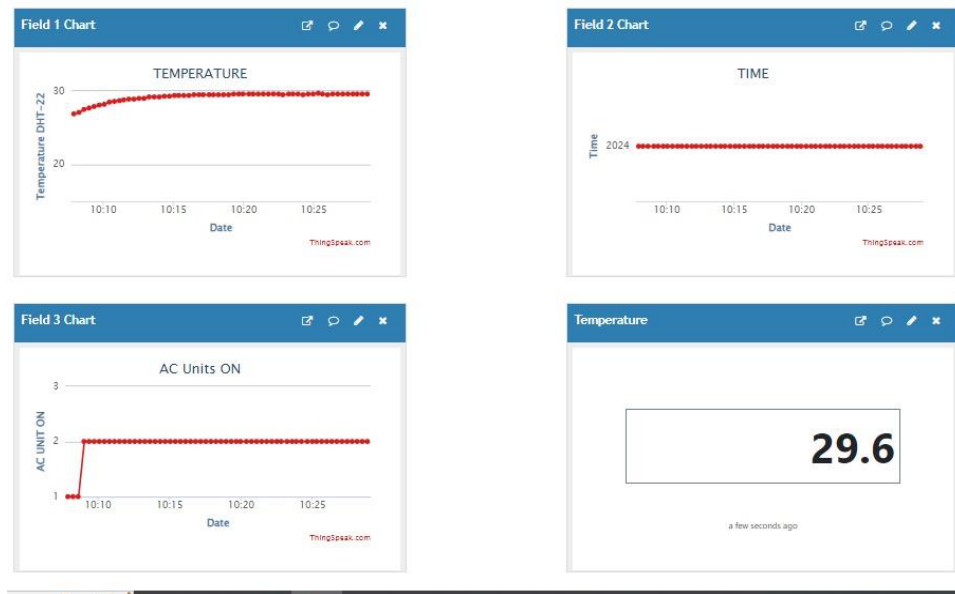 Field 1 Chart
TEMPERATURE
Temperature DHT-22
30
20
10:10 10:15 10:20 10:25
Date
ThingSpeak.com
Field 2 Chart
TIME
Time
2024
10:10 10:15 10:20 10:25
Date
ThingSpeak.com
Field 3 Chart
AC Units ON
AC UNIT ON
3
2
1
10:10 10:15 10:20 10:25
Date
ThingSpeak.com
Temperature
29.6
a few seconds ago